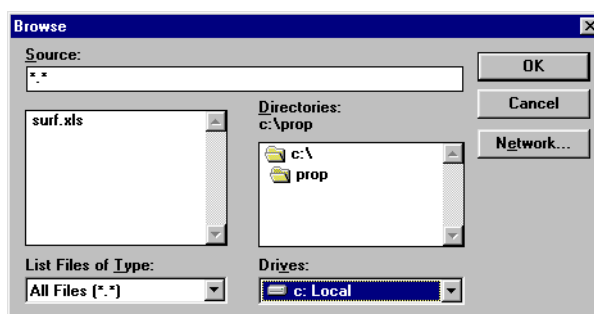 Browse
Source:
*.*
OK
Cancel
Network...
surf.xls
Directories:
c:\prop
c:\
prop
List Files of Type:
All Files (*.*)
Drives:
c: Local